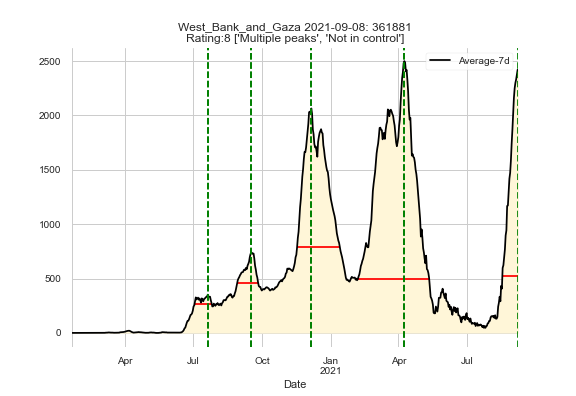 West_Bank_and_Gaza 2021-09-08: 361881
Rating:8 ['Multiple peaks', 'Not in control']
Average-7d
2500
2000
1500
1000
500
0
Apr
Jul
Oct
Jan
2021
Apr
Jul
Date